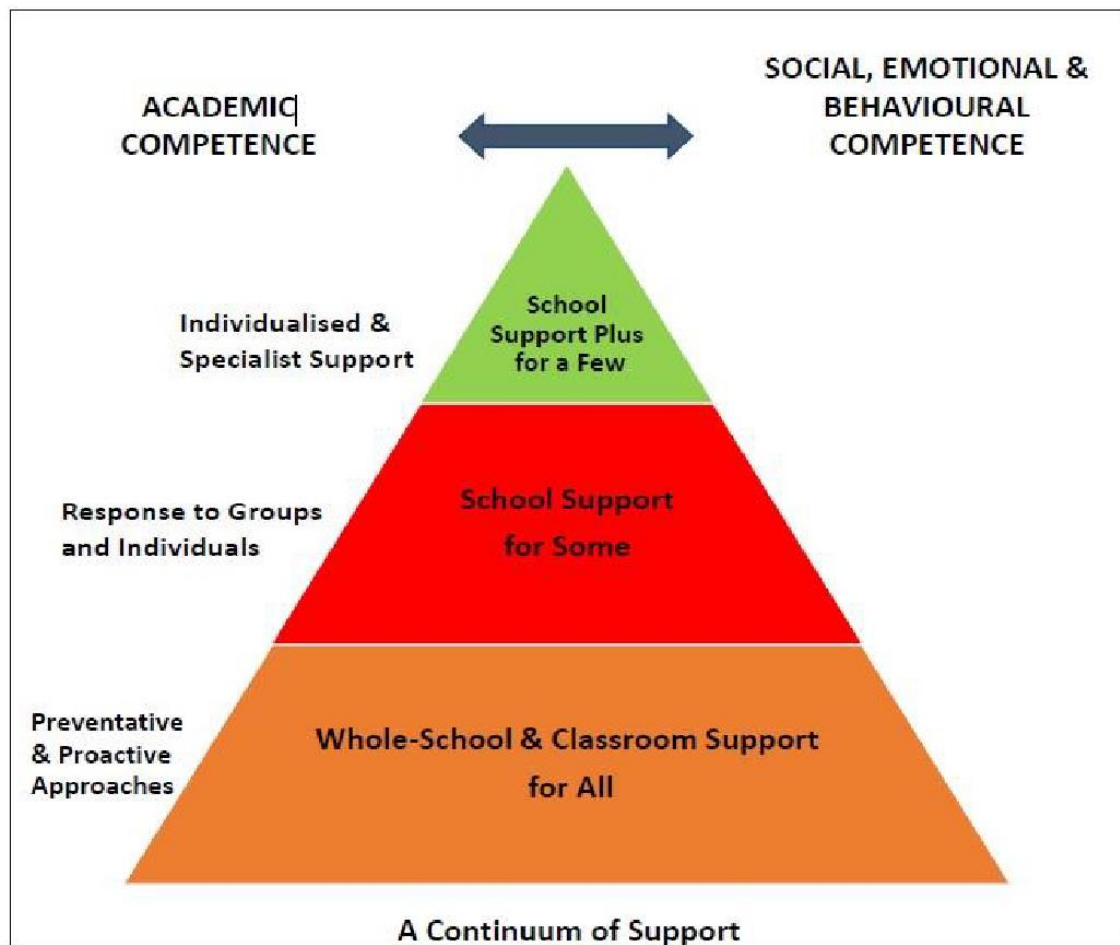 ACADEMIC
COMPETENCE
SOCIAL, EMOTIONAL &
BEHAVIOURAL
COMPETENCE
Individualised &
Specialist Support
School
Support Plus
for a Few
Response to Groups
and Individuals
School Support
for Some
Preventative
& Proactive
Approaches
Whole-School & Classroom Support
for All
A Continuum of Support